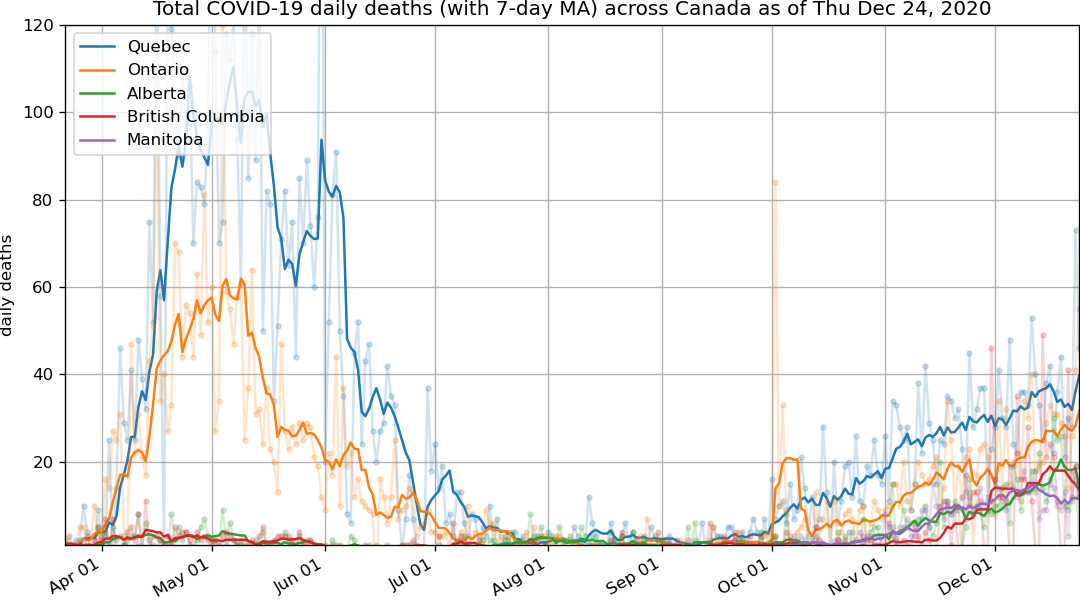 Total COVID-19 daily deaths (with 7-day MA) across Canada as of Thu Dec 24, 2020
120
100
80
60
40
20
daily deaths
Quebec
Ontario
Alberta
British Columbia
Manitoba
Apr 01
May 01
Jun 01
Jul 01
Aug 01
Sep 01
Oct 01
Nov 01
Dec 01